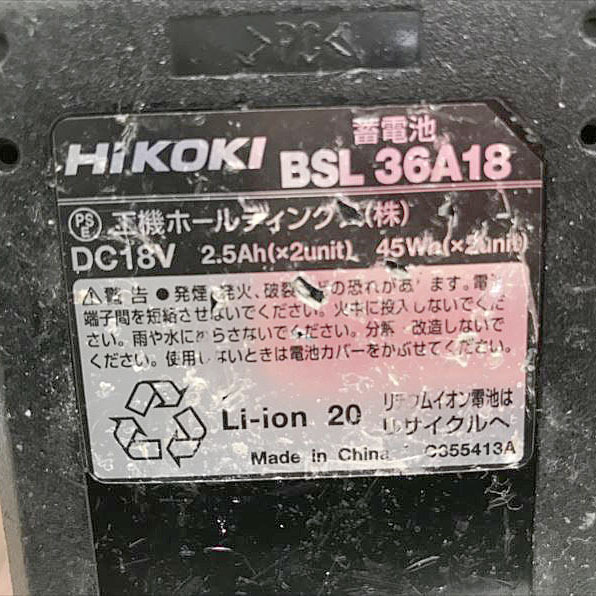 >PC<
蓄電池
HiKOKI BSL 36A18
PS E 工機ホールディングス(株)
DC18V 2.5Ah(×2unit) 45Wh(×2unit)
⚠警告 ●発煙、発火、破裂などの恐れがあります。電池
端子間を短絡させないでください。火中に投入しないでくだ
さい。雨や水にさらさないでください。分解・改造しないで
ください。使用しないときは電池カバーをかぶせてください。
Li-ion 20 リチウムイオン電池は
リサイクルへ
Made in China C355413A